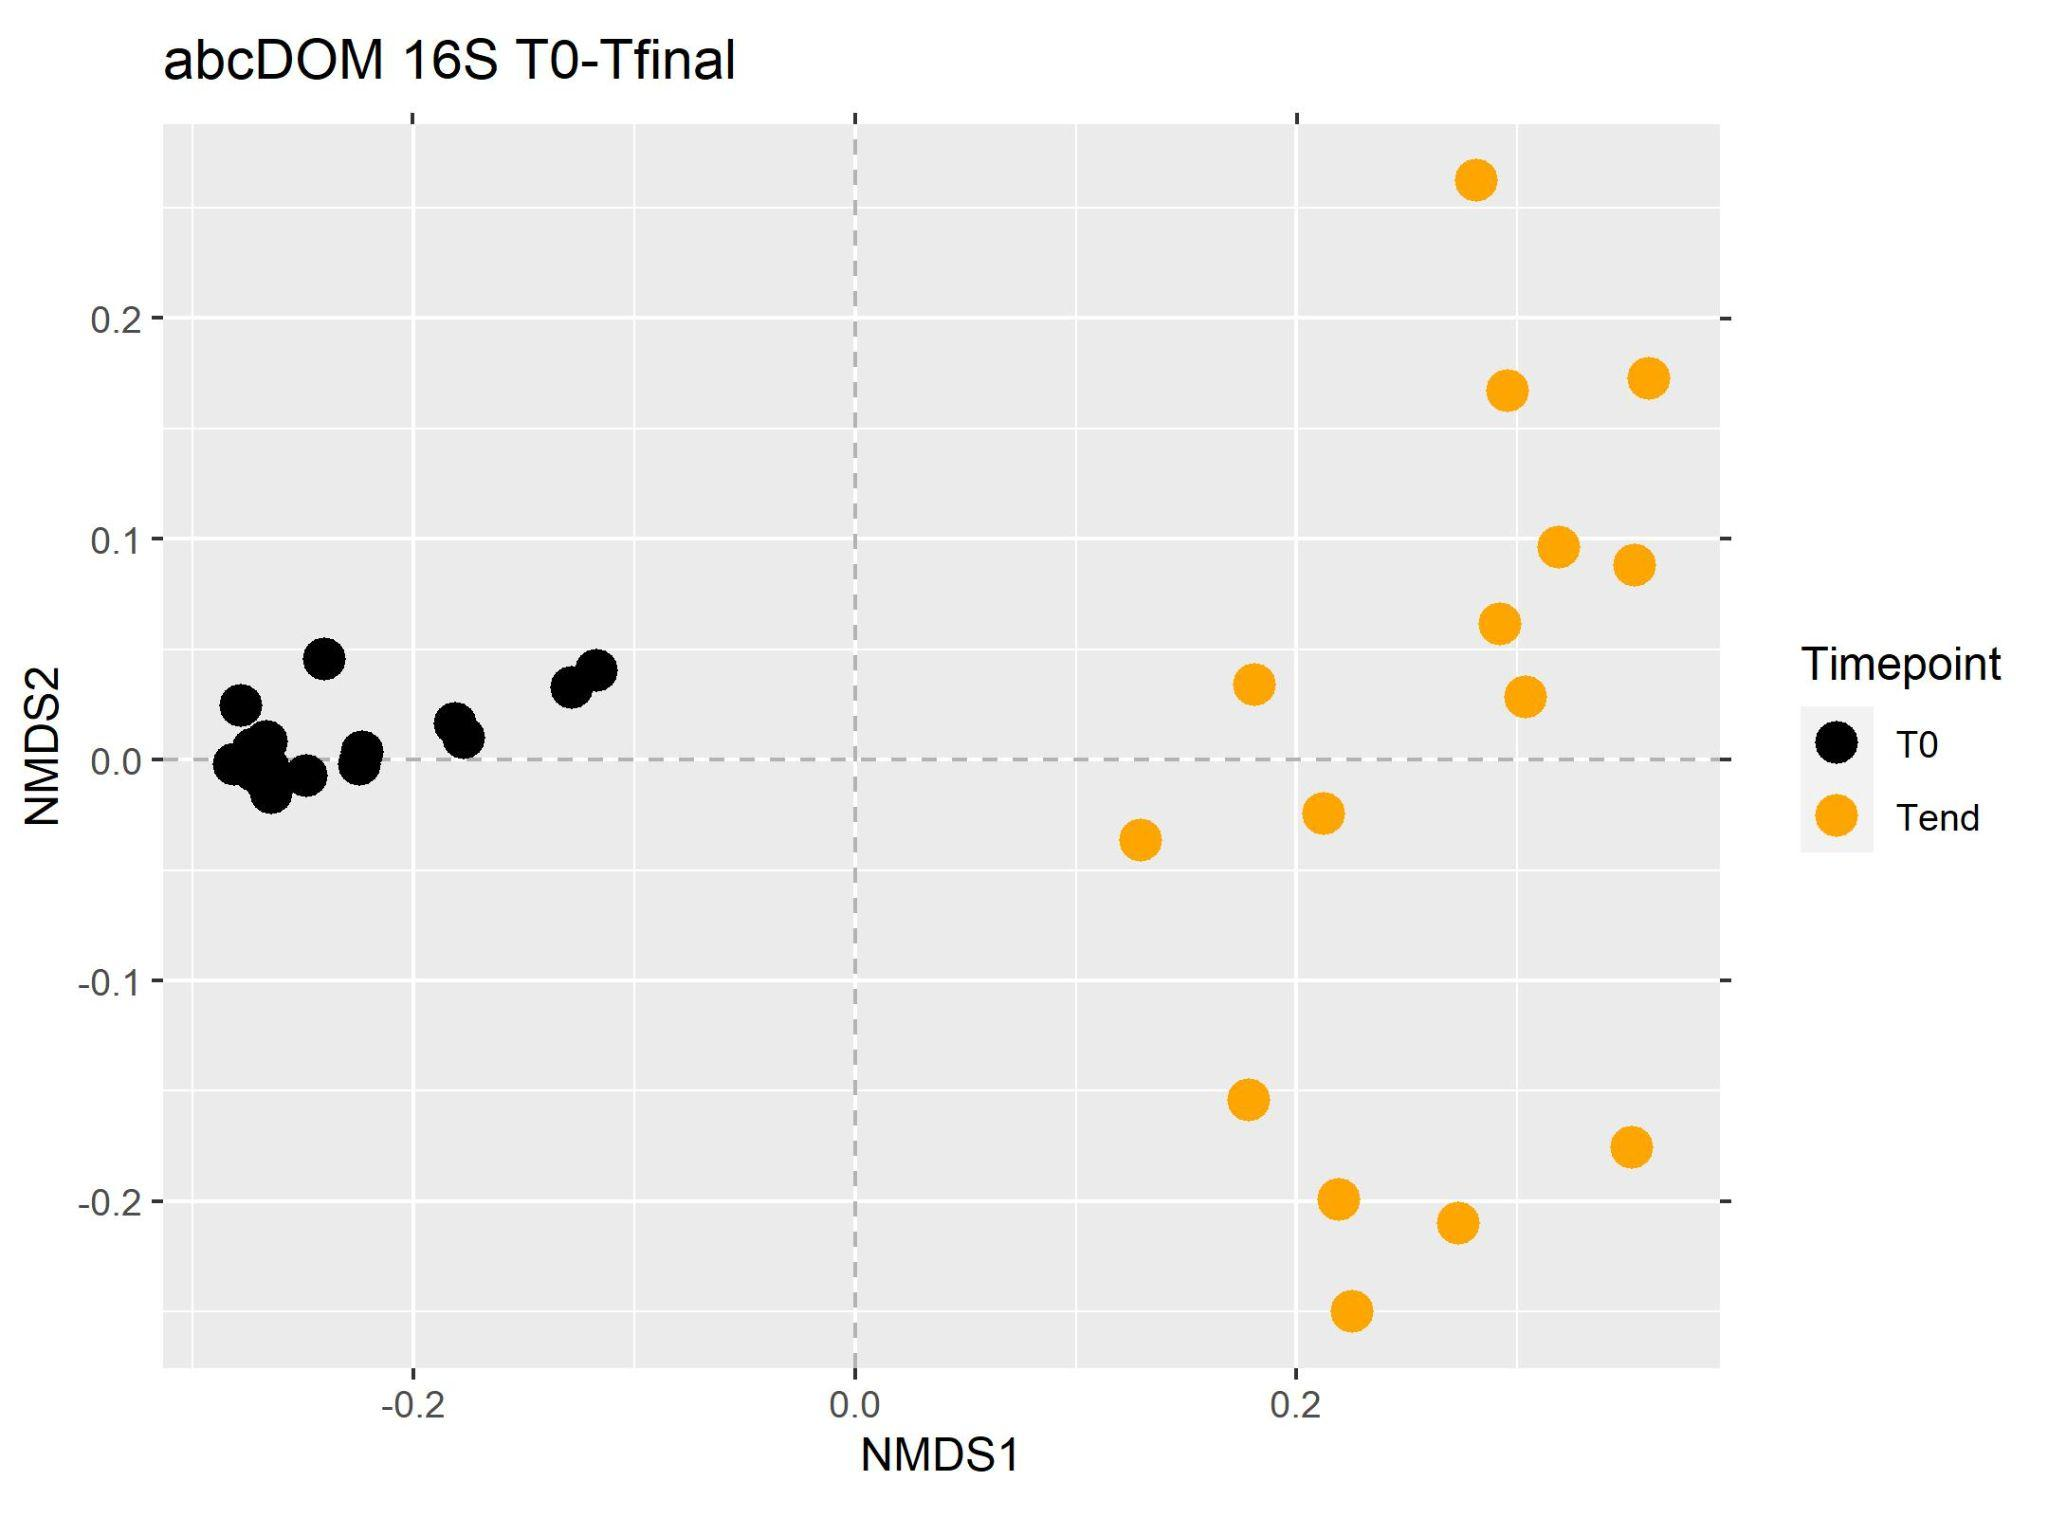 abcDOM 16S T0-Tfinal
0.2
0.1
0.0
-0.1
-0.2
NMDS2
-0.2
0.0
0.2
NMDS1
Timepoint
T0
Tend